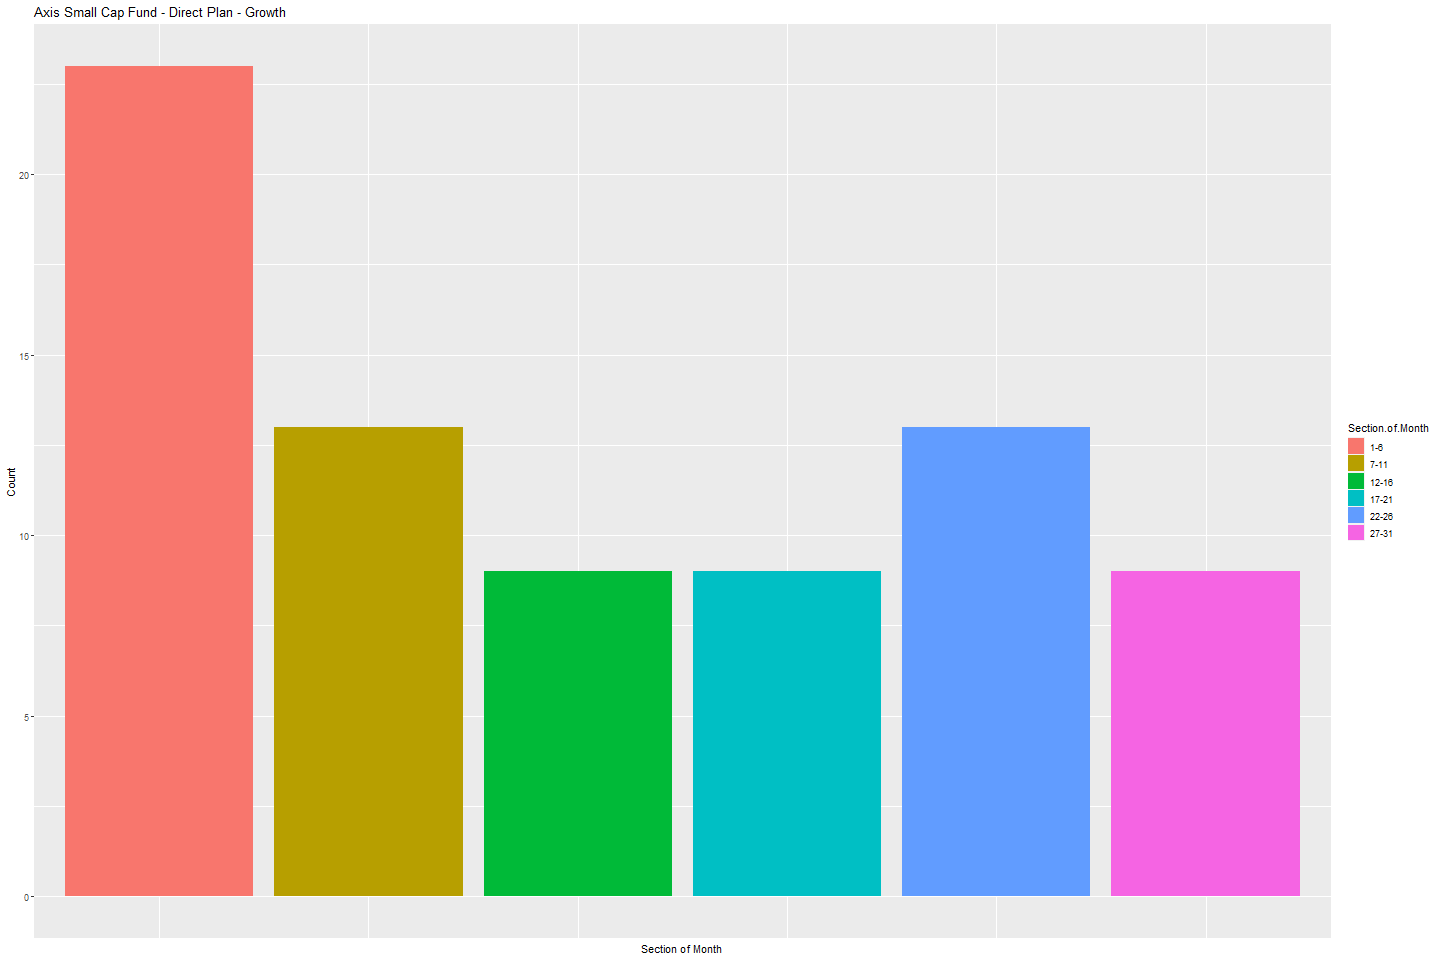 Axis Small Cap Fund - Direct Plan - Growth
20
15
10
5
0
Count
Section of Month
Section.of.Month
1-6
7-11
12-16
17-21
22-26
27-31